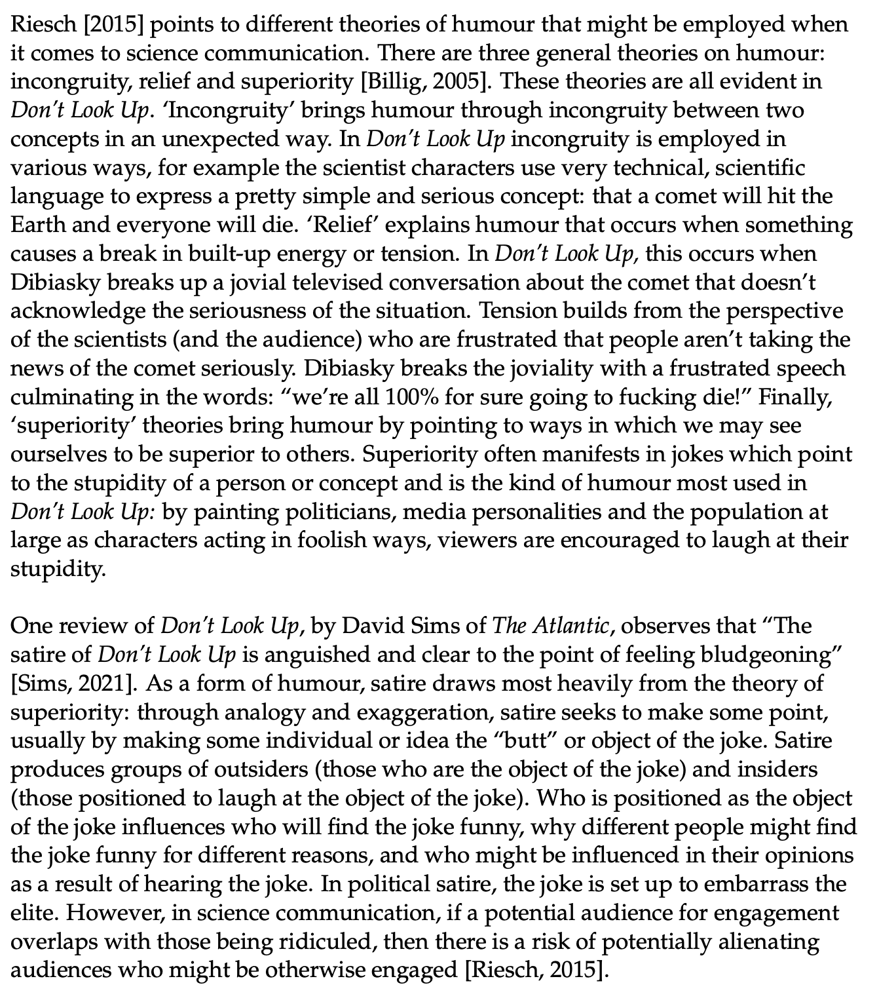 Riesch [2015] points to different theories of humour that might be employed when
it comes to science communication. There are three general theories on humour:
incongruity, relief and superiority [Billig, 2005]. These theories are all evident in
Don’t Look Up. ‘Incongruity’ brings humour through incongruity between two
concepts in an unexpected way. In Don’t Look Up incongruity is employed in
various ways, for example the scientist characters use very technical, scientific
language to express a pretty simple and serious concept: that a comet will hit the
Earth and everyone will die. ‘Relief’ explains humour that occurs when something
causes a break in built-up energy or tension. In Don’t Look Up, this occurs when
Dibiasky breaks up a jovial televised conversation about the comet that doesn’t
acknowledge the seriousness of the situation. Tension builds from the perspective
of the scientists (and the audience) who are frustrated that people aren’t taking the
news of the comet seriously. Dibiasky breaks the joviality with a frustrated speech
culminating in the words: “we’re all 100% for sure going to fucking die!” Finally,
‘superiority’ theories bring humour by pointing to ways in which we may see
ourselves to be superior to others. Superiority often manifests in jokes which point
to the stupidity of a person or concept and is the kind of humour most used in
Don’t Look Up: by painting politicians, media personalities and the population at
large as characters acting in foolish ways, viewers are encouraged to laugh at their
stupidity.
One review of Don’t Look Up, by David Sims of The Atlantic, observes that “The
satire of Don’t Look Up is anguished and clear to the point of feeling bludgeoning”
[Sims, 2021]. As a form of humour, satire draws most heavily from the theory of
superiority: through analogy and exaggeration, satire seeks to make some point,
usually by making some individual or idea the “butt” or object of the joke. Satire
produces groups of outsiders (those who are the object of the joke) and insiders
(those positioned to laugh at the object of the joke). Who is positioned as the object
of the joke influences who will find the joke funny, why different people might find
the joke funny for different reasons, and who might be influenced in their opinions
as a result of hearing the joke. In political satire, the joke is set up to embarrass the
elite. However, in science communication, if a potential audience for engagement
overlaps with those being ridiculed, then there is a risk of potentially alienating
audiences who might be otherwise engaged [Riesch, 2015].